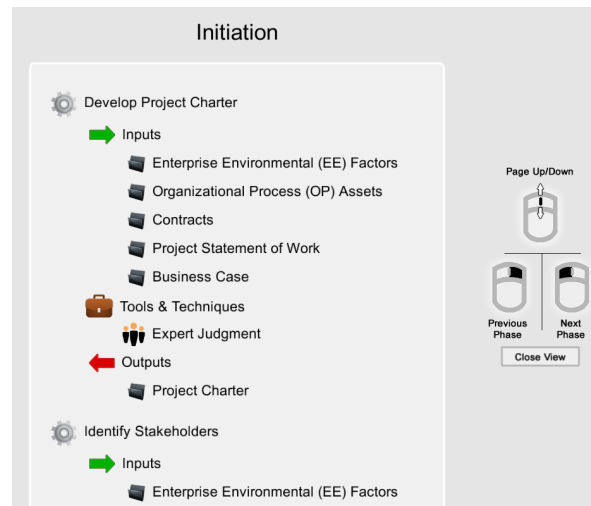 Initiation
Develop Project Charter
Inputs
Enterprise Environmental (EE) Factors
Organizational Process (OP) Assets
Contracts
Project Statement of Work
Business Case
Tools & Techniques
Expert Judgment
Outputs
Project Charter
Identify Stakeholders
Inputs
Enterprise Environmental (EE) Factors
Page Up/Down
Previous
Phase
Next
Phase
Close View